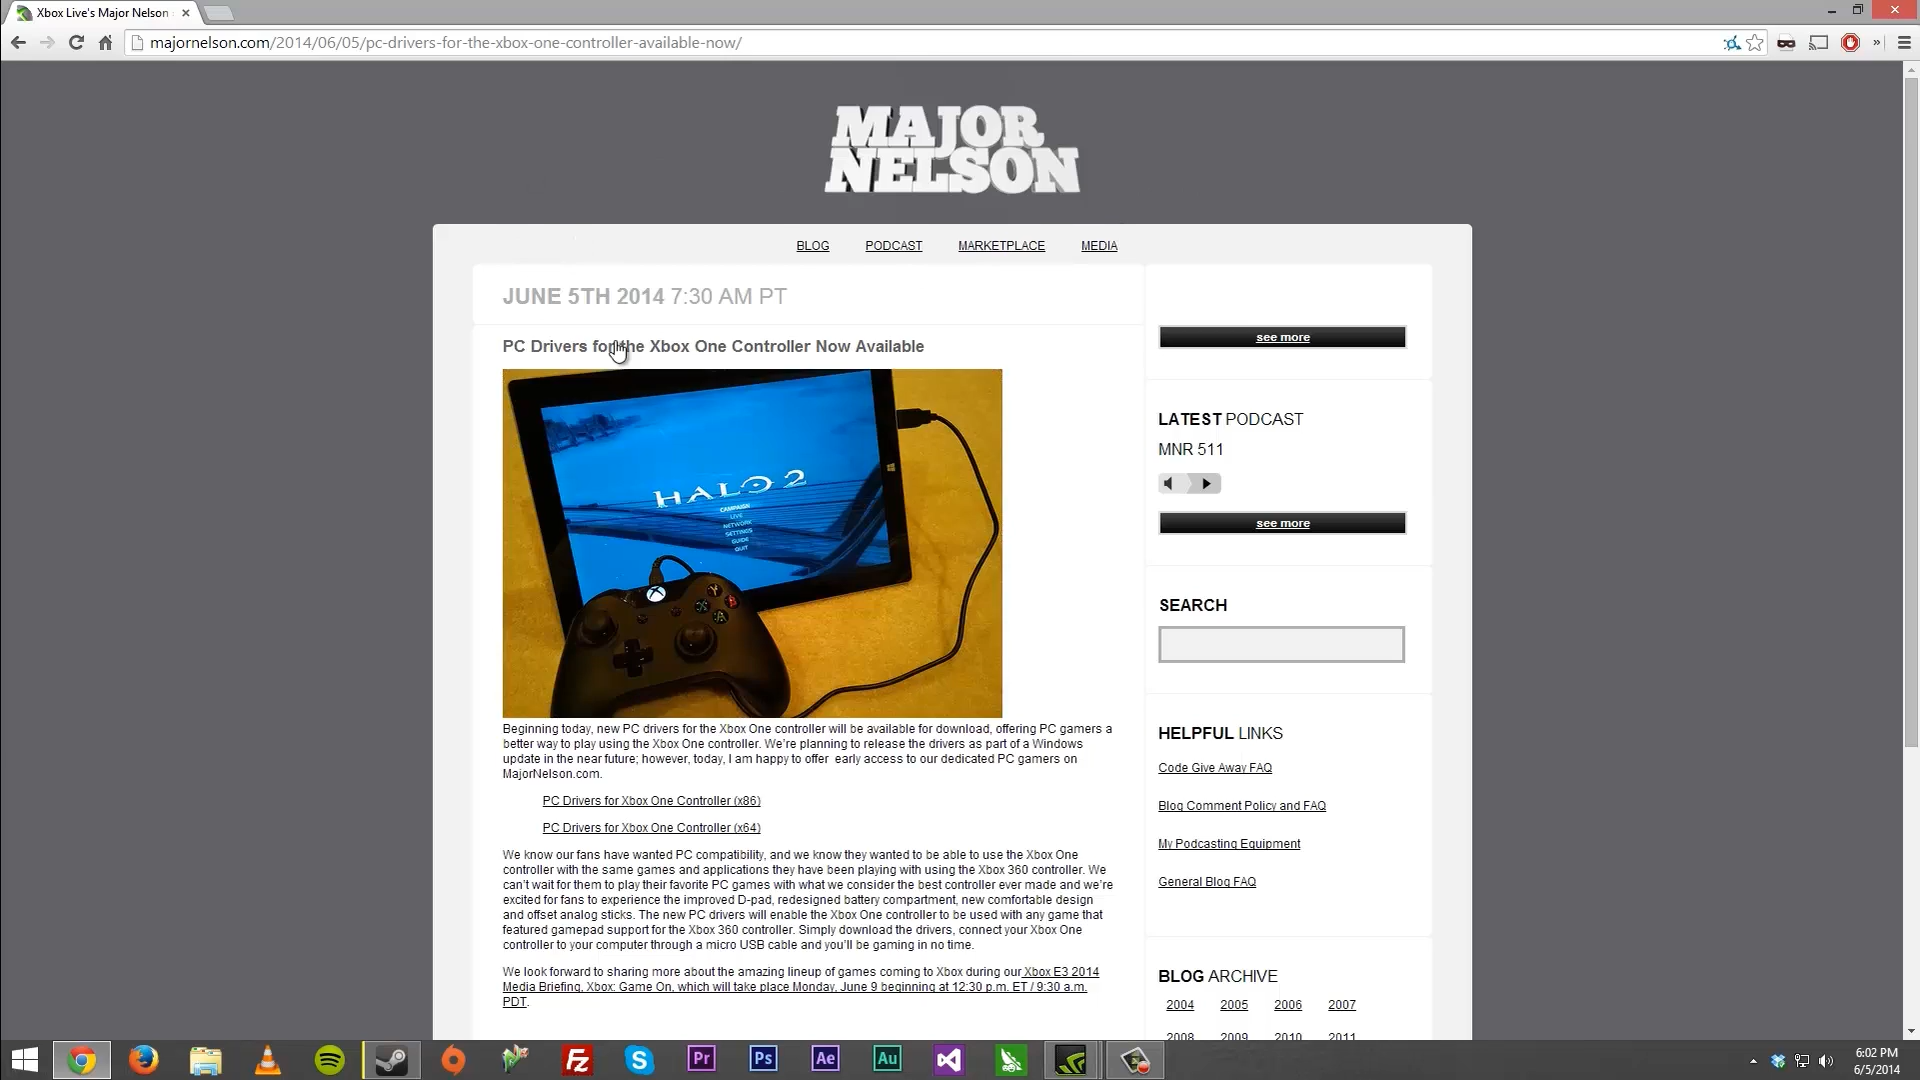 Xbox Live's Major Nelson
majornelson.com/2014/06/05/pc-drivers-for-the-xbox-one-controller-available-now/
MAJOR
NELSON
BLOG PODCAST MARKETPLACE MEDIA
JUNE 5TH 2014 7:30 AM PT
PC Drivers for the Xbox One Controller Now Available
HALO 2
CAMPAIGN
LIVE
NETWORK
SETTINGS
GUIDE
QUIT
Beginning today, new PC drivers for the Xbox One controller will be available for download, offering PC gamers a
better way to play using the Xbox One controller. We're planning to release the drivers as part of a Windows
update in the near future; however, today, I am happy to offer early access to our dedicated PC gamers on
MajorNelson.com.
PC Drivers for Xbox One Controller (x86)
PC Drivers for Xbox One Controller (x64)
We know our fans have wanted PC compatibility, and we know they wanted to be able to use the Xbox One
controller with the same games and applications they have been playing with using the Xbox 360 controller. We
can't wait for them to play their favorite PC games with what we consider the best controller ever made and we're
excited for fans to experience the improved D-pad, redesigned battery compartment, new comfortable design
and offset analog sticks. The new PC drivers will enable the Xbox One controller to be used with any game that
featured gamepad support for the Xbox 360 controller. Simply download the drivers, connect your Xbox One
controller to your computer through a micro USB cable and you'll be gaming in no time.
We look forward to sharing more about the amazing lineup of games coming to Xbox during our Xbox E3 2014
Media Briefing, Xbox: Game On, which will take place Monday, June 9 beginning at 12:30 p.m. ET / 9:30 a.m.
PDT.
see more
LATEST PODCAST
MNR 511
see more
SEARCH
HELPFUL LINKS
Code Give Away FAQ
Blog Comment Policy and FAQ
My Podcasting Equipment
General Blog FAQ
BLOG ARCHIVE
2004 2005 2006 2007
2008 2009 2010 2011
Fz
S
Pr
Ps
Ae
Au
6:02 PM
6/5/2014